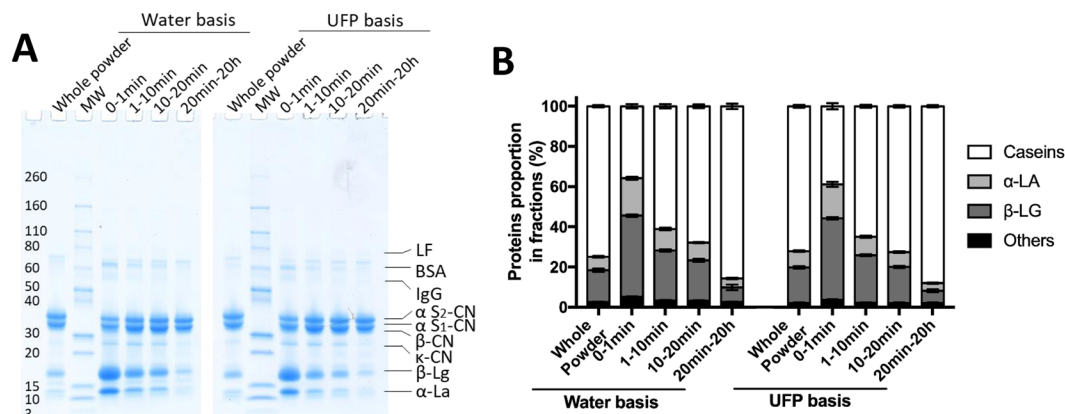 A
Water basis
UFP basis
Whole powder
MW
0-1min
1-10min
10-20min
20min-20h
Whole powder
MW
0-1min
1-10min
10-20min
20min-20h
260
160
110
80
60
50
40
30
20
15
10
3
LF
BSA
IgG
α S2-CN
α S1-CN
β-CN
κ-CN
β-Lg
α-La
B
Proteins proportion
in fractions (%)
100
80
60
40
20
0
Whole
Powder
0-1min
1-10min
10-20min
20min-20h
Whole
Powder
0-1min
1-10min
10-20min
20min-20h
Water basis
UFP basis
Caseins
α-LA
β-LG
Others